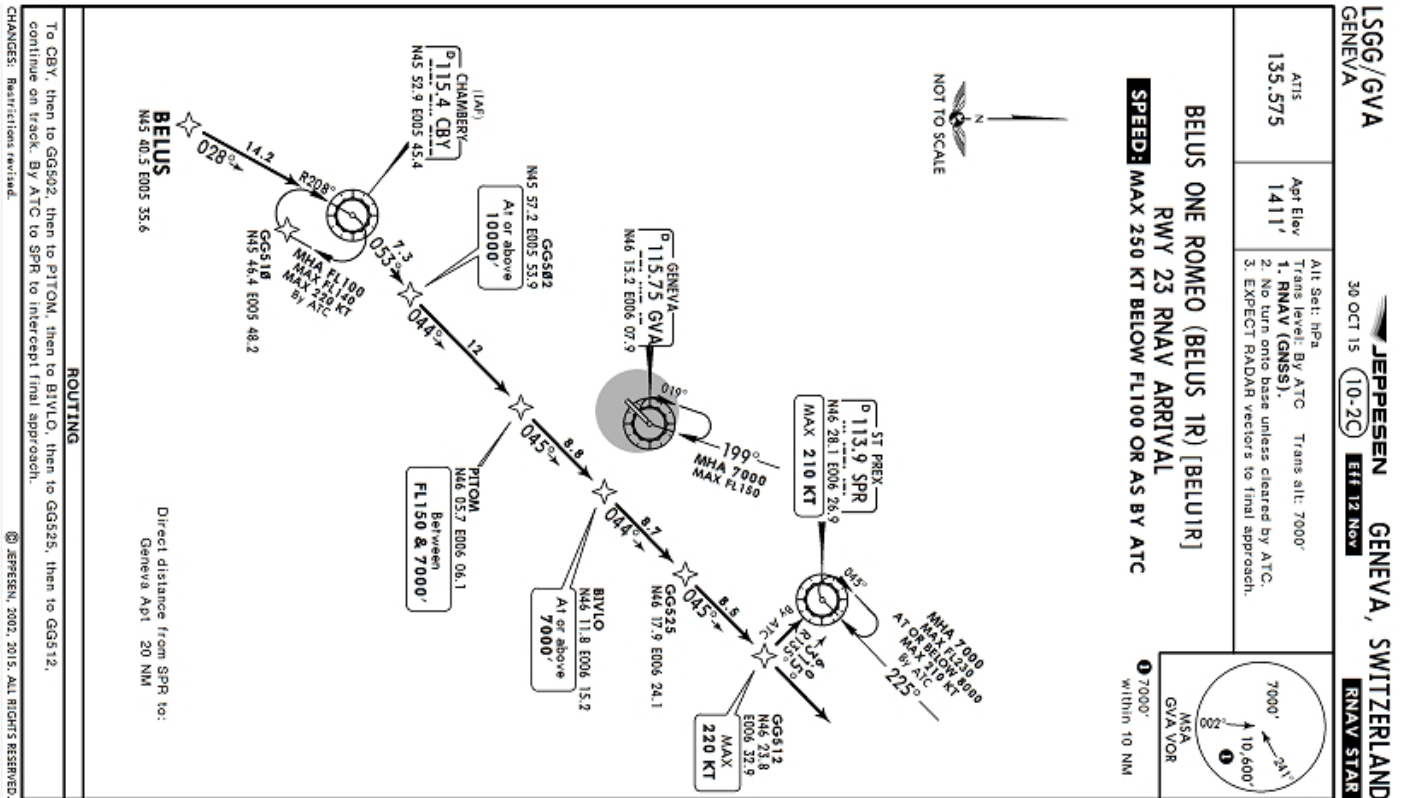 LSGG/GVA
GENEVA
JEPPESEN
30 OCT 15 10-2C Eff 12 Nov
GENEVA, SWITZERLAND
RNAV STAR
ATIS
135.575
Apt Elev
1411'
Alt Set: hPa
Trans level: By ATC Trans alt: 7000'
1. RNAV (GNSS).
2. No turn onto base unless cleared by ATC.
3. EXPECT RADAR vectors to final approach.
7000'
10,600'
002°
241°
1
MSA
GVA VOR
1 7000'
within 10 NM
BELUS ONE ROMEO (BELUS 1R) [BELU1R]
RWY 23 RNAV ARRIVAL
SPEED: MAX 250 KT BELOW FL100 OR AS BY ATC
N
NOT TO SCALE
MHA 7000
MAX FL230
AT OR BELOW 8000
MAX 210 KT
By ATC
225°
045°
ST PREX
D 113.9 SPR
N46 28.1 E006 26.9
MAX 210 KT
199°
MHA 7000
MAX FL150
019°
GENEVA
D 115.75 GVA
N46 15.2 E006 07.9
BY ATC
R135°
GG512
N46 23.8
E006 32.9
MAX
220 KT
8.5
045°
GG525
N46 17.9 E006 24.1
8.7
044°
BIVLO
N46 11.8 E006 15.2
At or above
7000'
8.8
045°
PITOM
N46 05.7 E006 06.1
Between
FL150 & 7000'
12
044°
GG502
N45 57.2 E005 53.9
At or above
10000'
7.3
053°
(IAF)
CHAMBERY
D 115.4 CBY
N45 52.9 E005 45.4
MHA FL100
MAX FL140
MAX 220 KT
By ATC
GG510
N45 46.4 E005 48.2
R208°
14.2
028°
BELUS
N45 40.5 E005 35.6
Direct distance from SPR to:
Geneva Apt 20 NM
ROUTING
To CBY, then to GG502, then to PITOM, then to BIVLO, then to GG525, then to GG512,
continue on track. By ATC to SPR to intercept final approach.
CHANGES: Restrictions revised.
© JEPPESEN, 2002, 2015. ALL RIGHTS RESERVED.